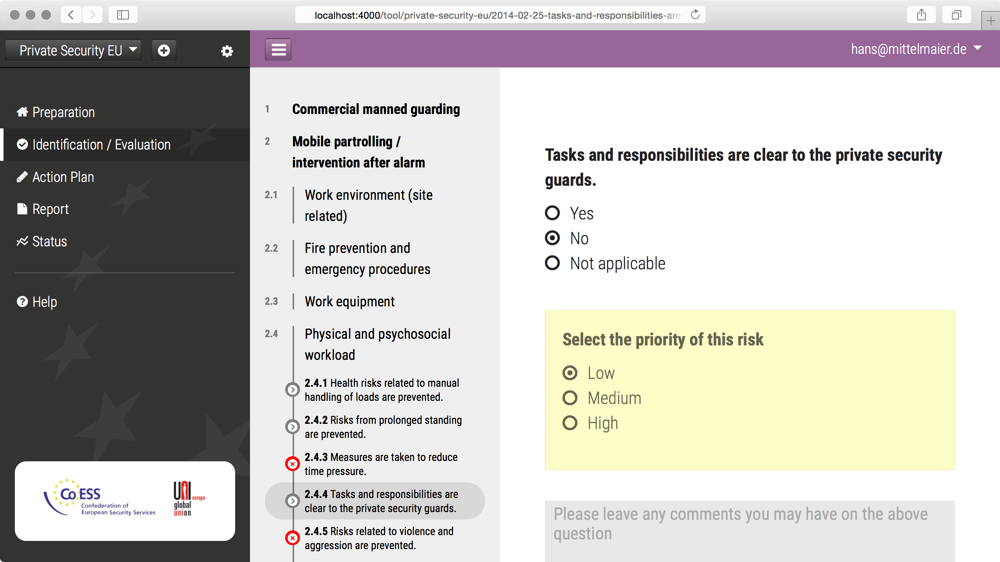 localhost:4000/tool/private-security-eu/2014-02-25-tasks-and-responsibilities-are-
Private Security EU
hans@mittelmaier.de
Preparation
Identification / Evaluation
Action Plan
Report
Status
Help
CoESS
Confederation of
European Security Services
UNI
europa
global
union
1 Commercial manned guarding
2 Mobile partrolling /
intervention after alarm
2.1 Work environment (site
related)
2.2 Fire prevention and
emergency procedures
2.3 Work equipment
2.4 Physical and psychosocial
workload
2.4.1 Health risks related to manual
handling of loads are prevented.
2.4.2 Risks from prolonged standing
are prevented.
2.4.3 Measures are taken to reduce
time pressure.
2.4.4 Tasks and responsibilities are
clear to the private security guards.
2.4.5 Risks related to violence and
aggression are prevented.
Tasks and responsibilities are clear to the private security
guards.
Yes
No
Not applicable
Select the priority of this risk
Low
Medium
High
Please leave any comments you may have on the above
question